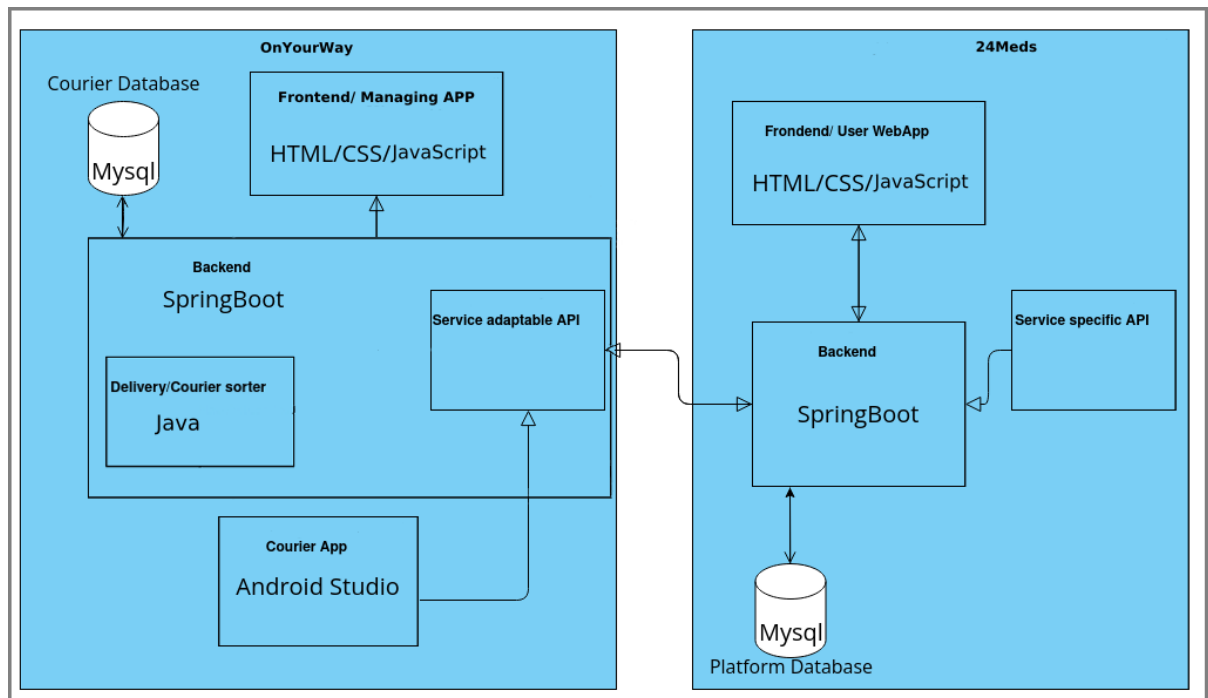 OnYourWay
Courier Database
Mysql
Frontend/ Managing APP
HTML/CSS/JavaScript
Backend
SpringBoot
Service adaptable API
Delivery/Courier sorter
Java
Courier App
Android Studio
24Meds
Frondend/ User WebApp
HTML/CSS/JavaScript
Backend
SpringBoot
Service specific API
Mysql
Platform Database